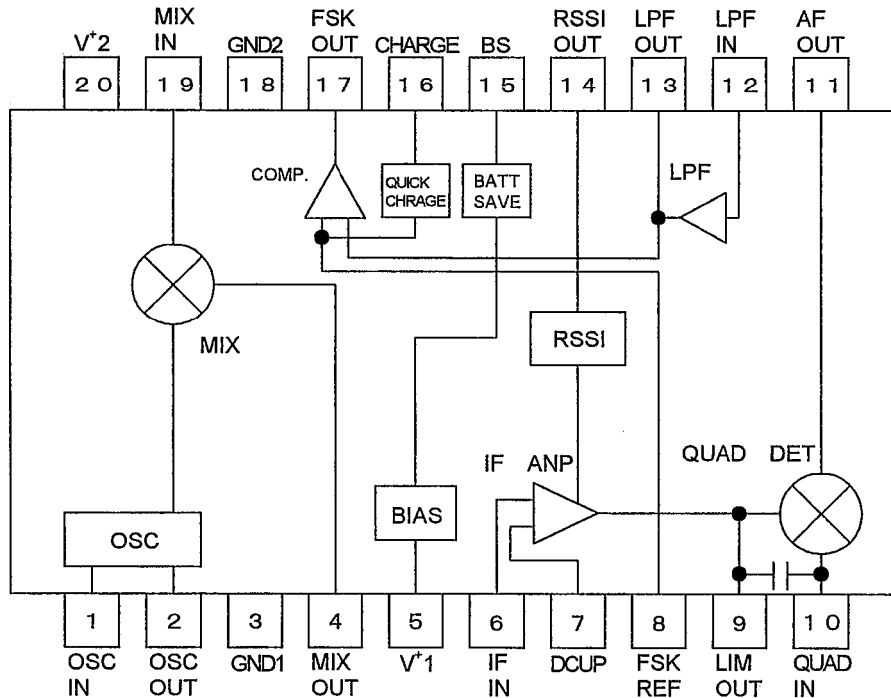 V+2
MIX IN
GND2
FSK OUT
CHARGE
BS
RSSI OUT
LPF OUT
LPF IN
AF OUT
20
19
18
17
16
15
14
13
12
11
COMP.
QUICK CHRAGE
BATT SAVE
LPF
MIX
RSSI
IF ANP
QUAD DET
BIAS
OSC
1
2
3
4
5
6
7
8
9
10
OSC IN
OSC OUT
GND1
MIX OUT
V+1
IF IN
DCUP
FSK REF
LIM OUT
QUAD IN